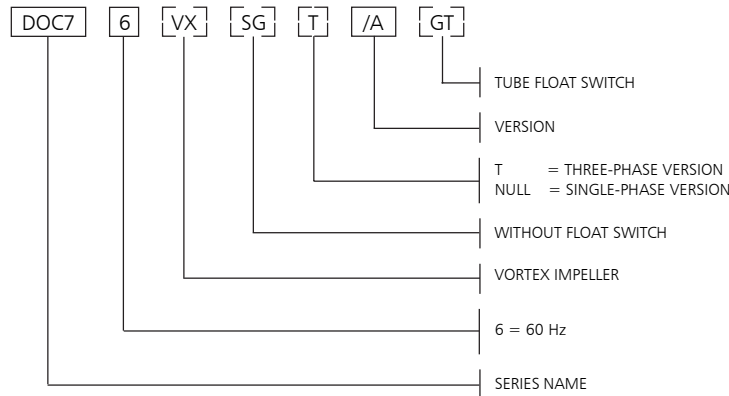 DOC7 6 VX SG T /A GT
TUBE FLOAT SWITCH
VERSION
T = THREE-PHASE VERSION
NULL = SINGLE-PHASE VERSION
WITHOUT FLOAT SWITCH
VORTEX IMPELLER
6 = 60 Hz
SERIES NAME